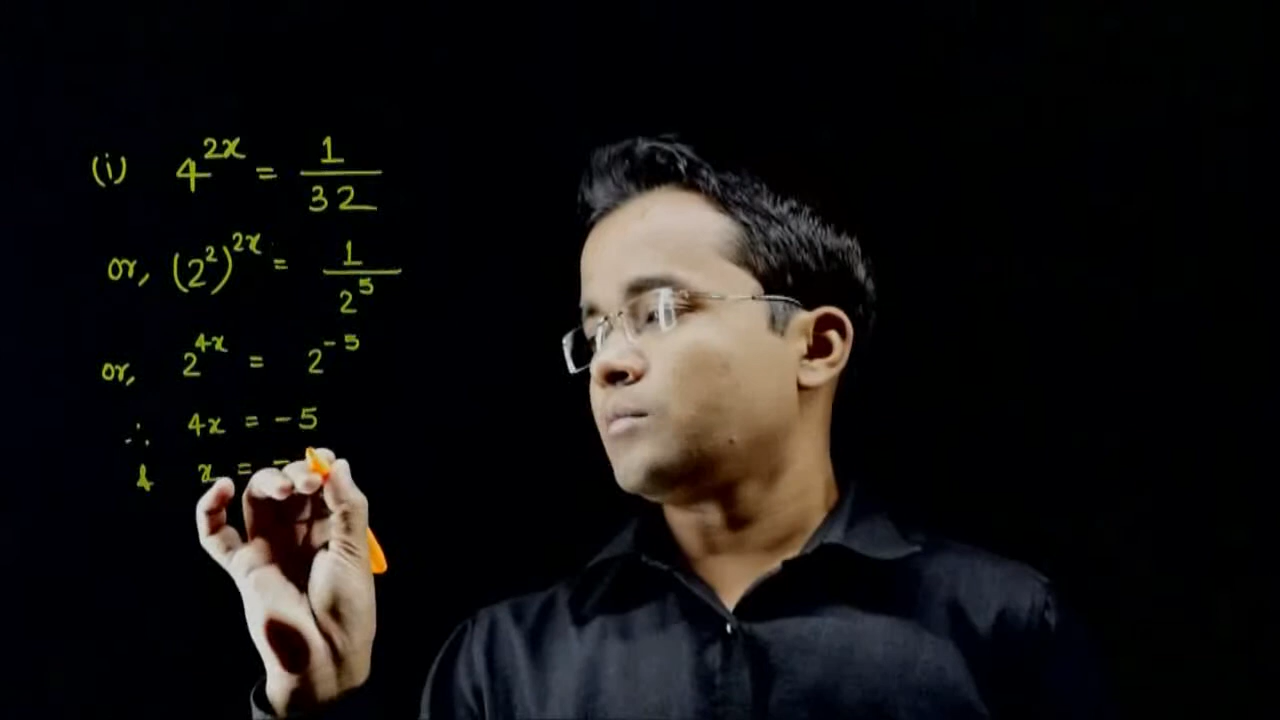 (i) 4^{2x} = 1/32
or, (2^2)^{2x} = 1/2^5
or, 2^{4x} = 2^{-5}
∴ 4x = -5
& x = -